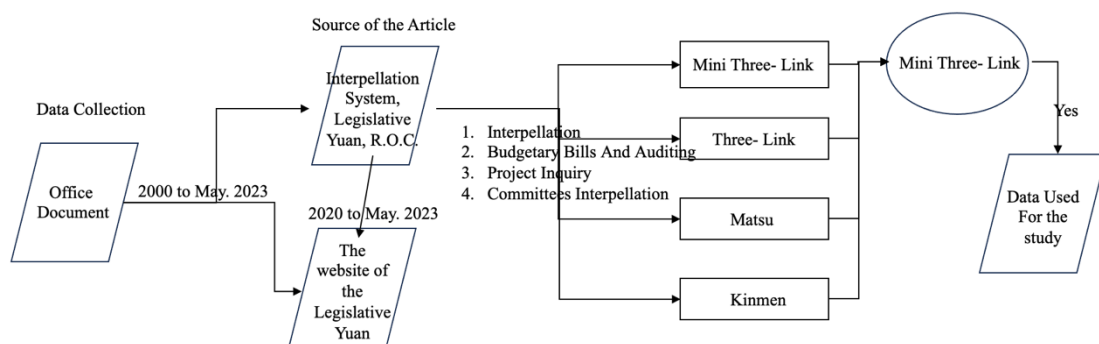 Source of the Article
Data Collection
Office
Document
2000 to May. 2023
Interpellation
System,
Legislative
Yuan, R.O.C.
2020 to May. 2023
The
website of
the
Legislative
Yuan
1. Interpellation
2. Budgetary Bills And Auditing
3. Project Inquiry
4. Committees Interpellation
Mini Three- Link
Three- Link
Matsu
Kinmen
Mini Three- Link
Yes
Data Used
For the
study